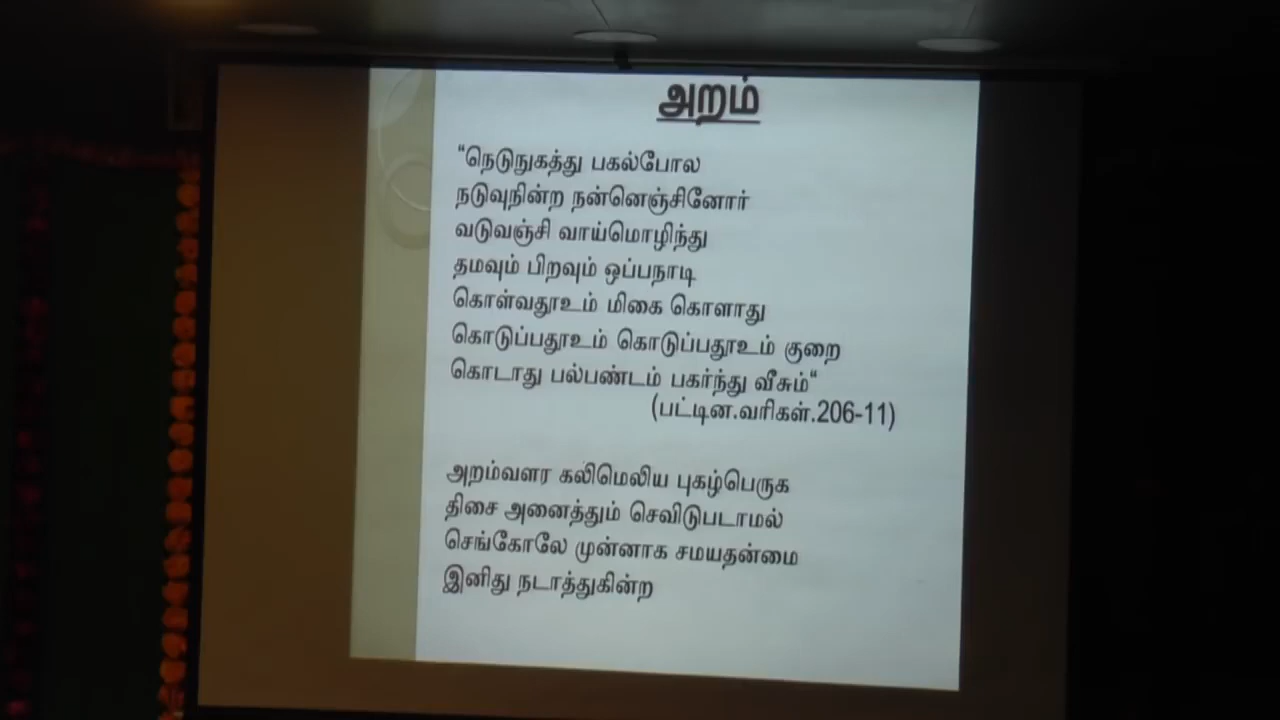 அறம்
“நெடுநுகத்து பகல்போல
நடுவுநின்ற நன்னெஞ்சினோர்
வடுவஞ்சி வாய்மொழிந்து
தமவும் பிறவும் ஒப்பநாடி
கொள்வதூஉம் மிகை கொளாது
கொடுப்பதூஉம் கொடுப்பதூஉம் குறை
கொடாது பல்பண்டம் பகர்ந்து வீசும்“
(பட்டின.வரிகள்.206-11)
அறம்வளர கலிமெலிய புகழ்பெருக
திசை அனைத்தும் செவிடுபடாமல்
செங்கோலே முன்னாக சமயதன்மை
இனிது நடாத்துகின்ற